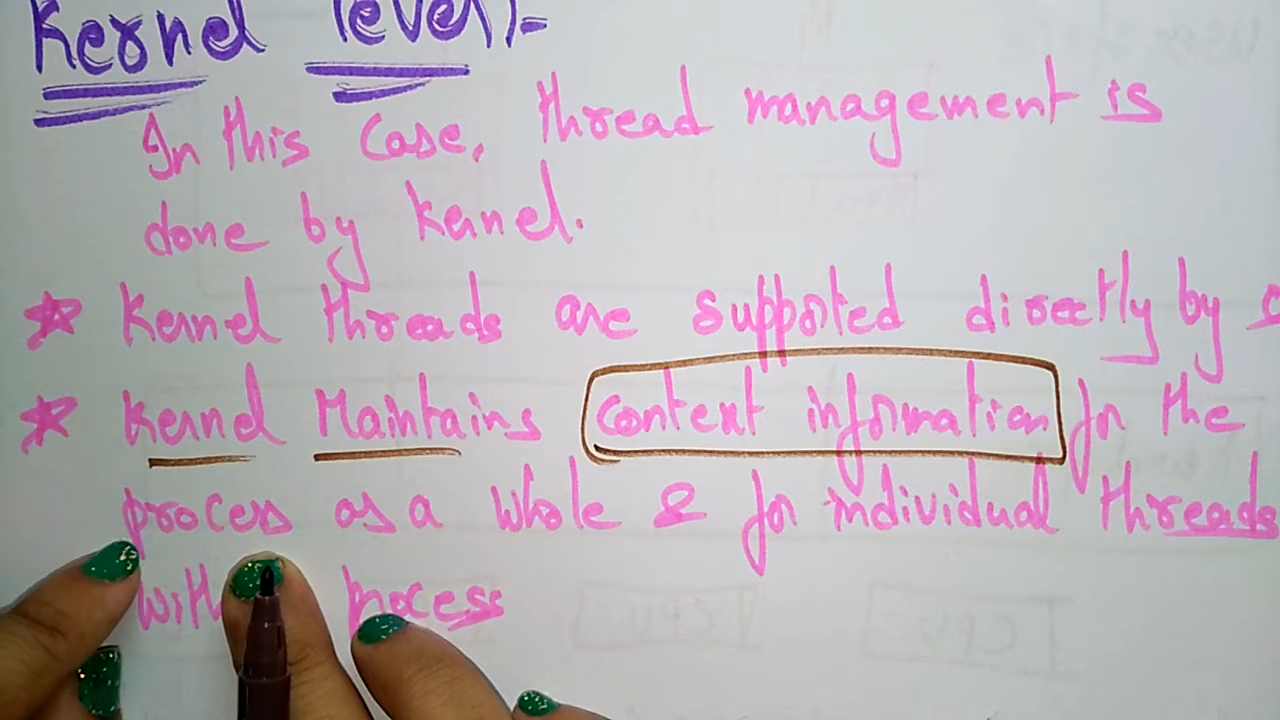 Kernel level:-
In this case, thread management is
done by kernel.
Kernel threads are supported directly by
Kernel Maintains context information for the
process as a whole & for individual threads
process